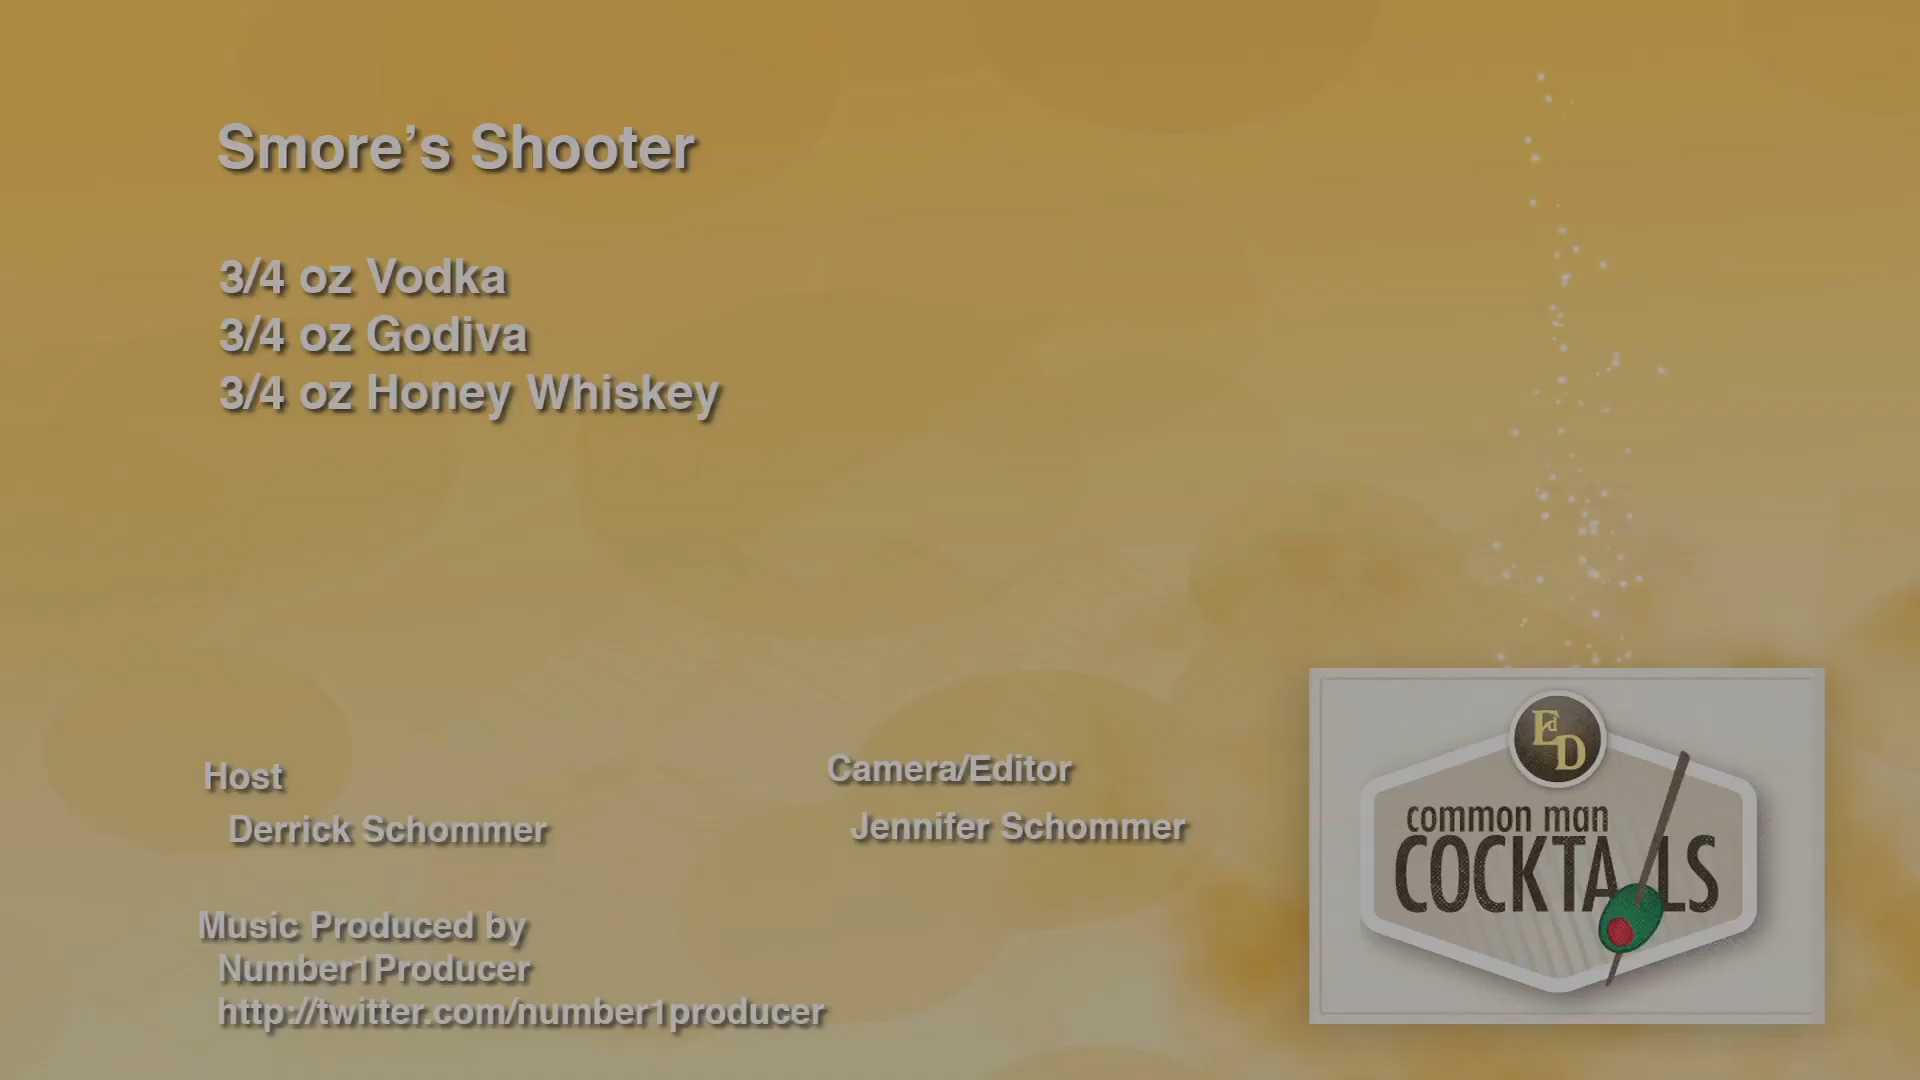 Smore’s Shooter
3/4 oz Vodka
3/4 oz Godiva
3/4 oz Honey Whiskey
Host
Derrick Schommer
Camera/Editor
Jennifer Schommer
Music Produced by
Number1Producer
http://twitter.com/number1producer
Ed D
common man
COCKTAILS